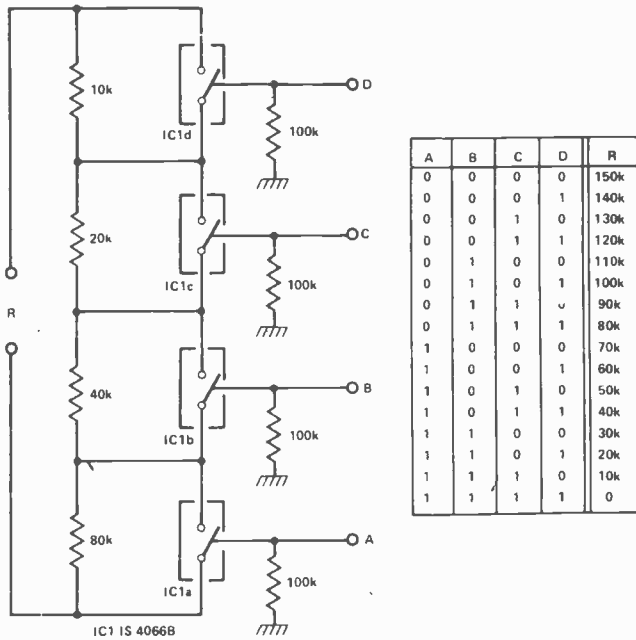 10k
IC1d
100k
D
20k
IC1c
100k
C
R
40k
IC1b
100k
B
80k
IC1a
100k
A
IC1 IS 4066B
A B C D R
0 0 0 0 150k
0 0 0 1 140k
0 0 1 0 130k
0 0 1 1 120k
0 1 0 0 110k
0 1 0 1 100k
0 1 1 0 90k
0 1 1 1 80k
1 0 0 0 70k
1 0 0 1 60k
1 0 1 0 50k
1 0 1 1 40k
1 1 0 0 30k
1 1 0 1 20k
1 1 1 0 10k
1 1 1 1 0